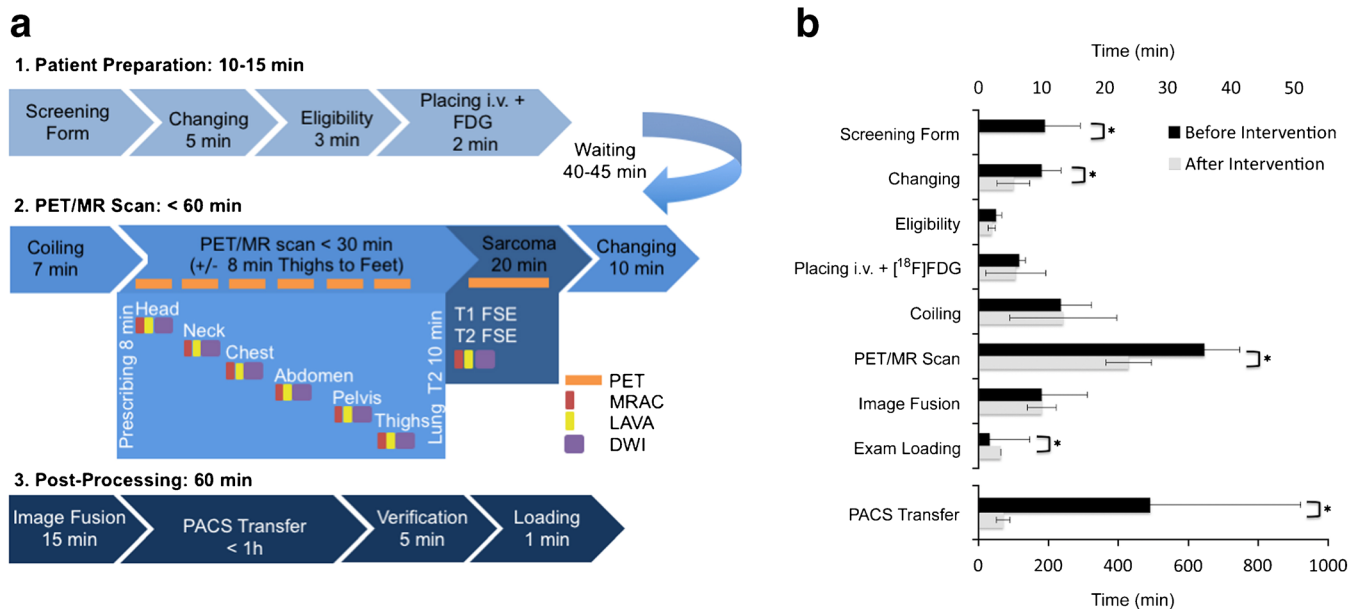 a
1. Patient Preparation: 10-15 min
Screening
Form
Changing
5 min
Eligibility
3 min
Placing i.v. +
FDG
2 min
Waiting
40-45 min
2. PET/MR Scan: < 60 min
Coiling
7 min
PET/MR scan < 30 min
(+/- 8 min Thighs to Feet)
Sarcoma
20 min
Changing
10 min
Prescribing 8 min
Head
Neck
Chest
Abdomen
Pelvis
Thighs
Lung T2 10 min
T1 FSE
T2 FSE
PET
MRAC
LAVA
DWI
3. Post-Processing: 60 min
Image Fusion
15 min
PACS Transfer
< 1h
Verification
5 min
Loading
1 min
b
Time (min)
0 10 20 30 40 50
Before Intervention
After Intervention
Screening Form *
Changing *
Eligibility
Placing i.v. + [¹⁸F]FDG
Coiling
PET/MR Scan *
Image Fusion
Exam Loading *
PACS Transfer *
0 200 400 600 800 1000
Time (min)